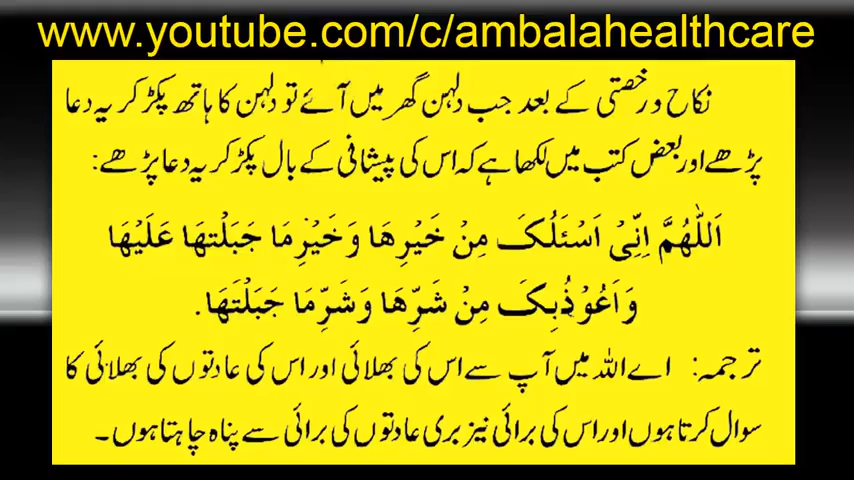 www.youtube.com/c/ambalahealthcare
نکاح و رخصتی کے بعد جب دلہن گھر میں آئے تو دلہن کا ہاتھ پکڑ کر یہ دعا
پڑھے اور بعض کتب میں لکھا ہے کہ اس کی پیشانی کے بال پکڑ کر یہ دعا پڑھے:
اَللّٰهُمَّ اِنِّیْ اَسْئَلُکَ مِنْ خَیْرِهَا وَخَیْرِ مَا جَبَلْتهَا عَلَیْهَا
وَاَعُوْذُبِکَ مِنْ شَرِّهَا وَشَرِّ مَا جَبَلْتَهَا.
ترجمہ: اے اللہ میں آپ سے اس کی بھلائی اور اس کی عادتوں کی بھلائی کا
سوال کرتا ہوں اور اس کی برائی نیز بری عادتوں کی برائی سے پناہ چاہتا ہوں۔